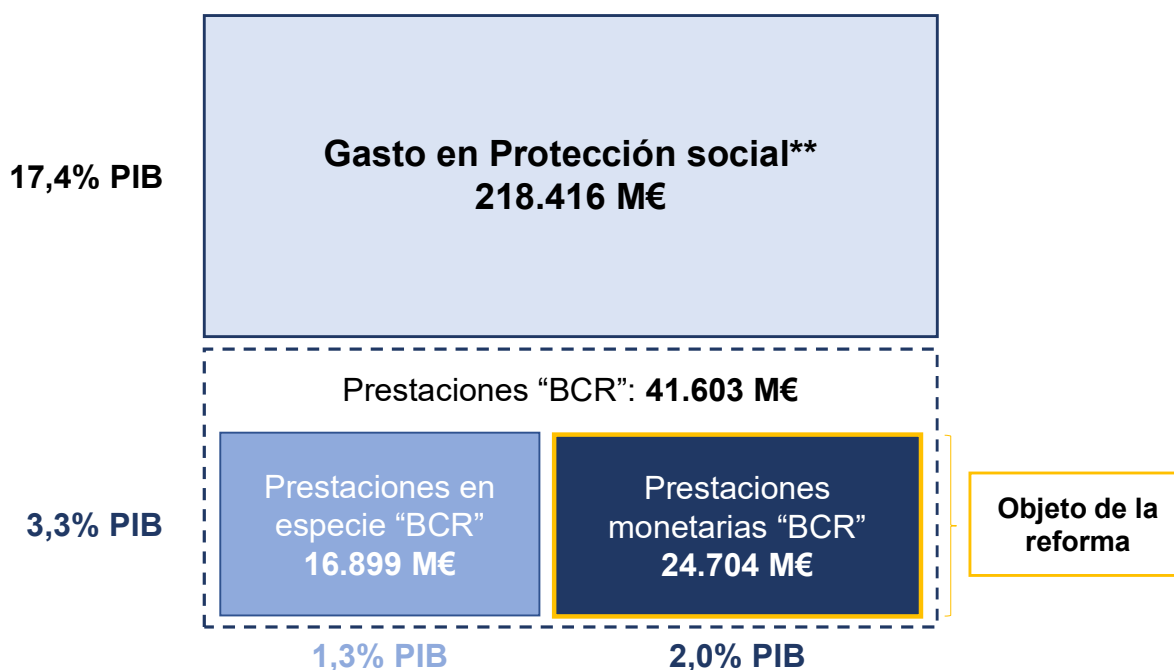 Gasto en Protección social**
218.416 M€
17,4% PIB
Prestaciones “BCR”: 41.603 M€
Prestaciones en
especie “BCR”
16.899 M€
Prestaciones
monetarias “BCR”
24.704 M€
3,3% PIB
Objeto de la
reforma
1,3% PIB
2,0% PIB